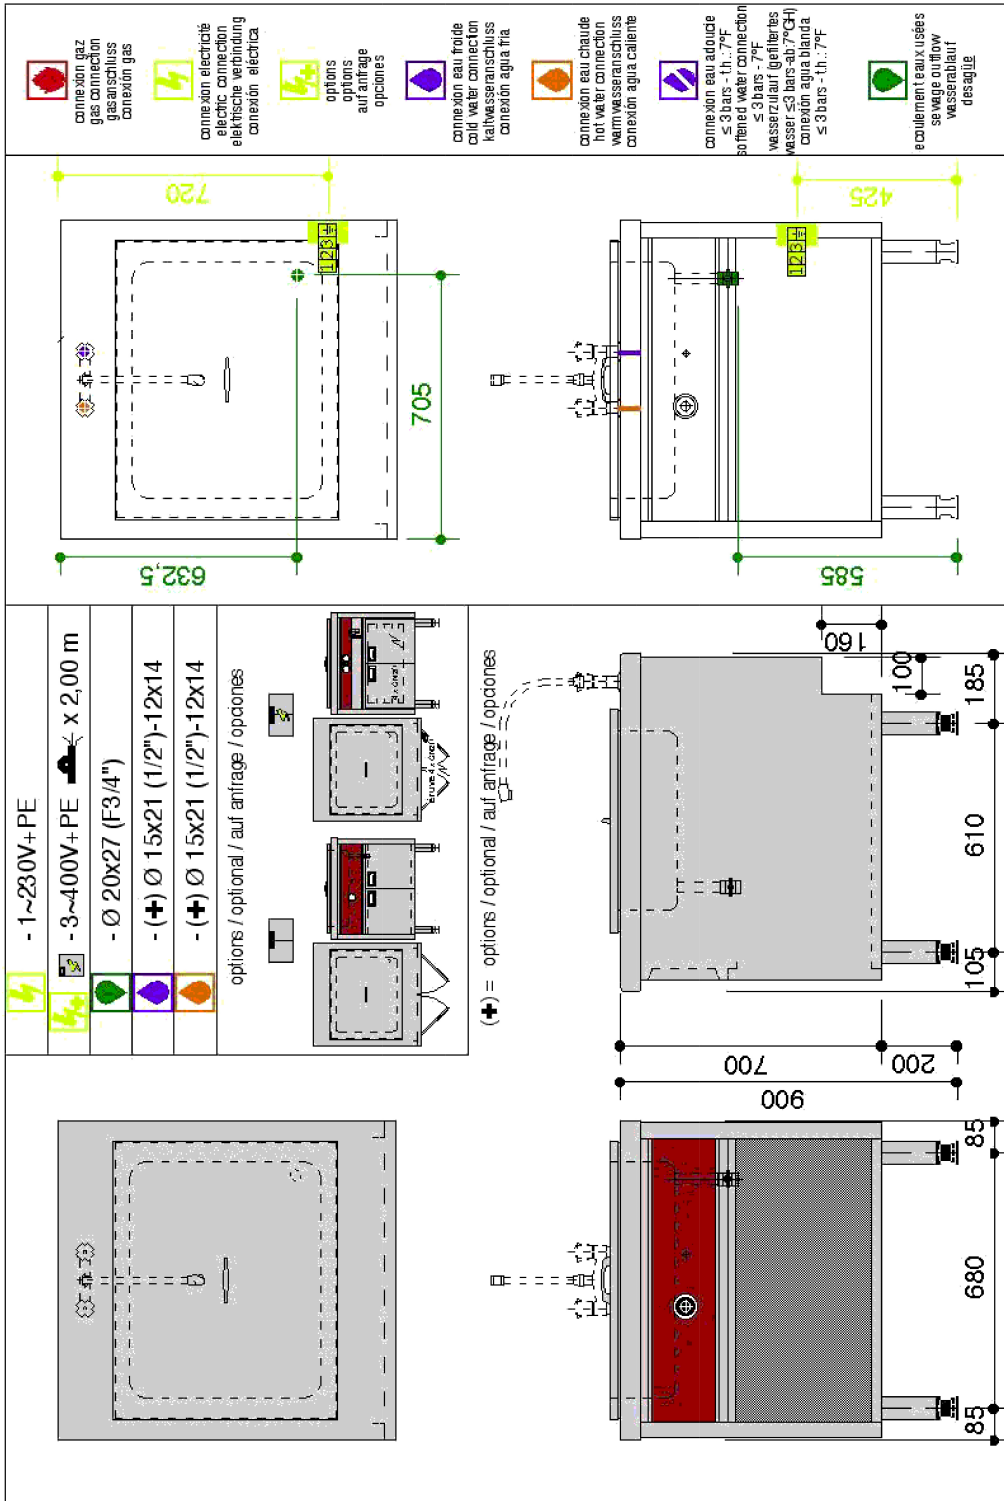 connexion gaz
gas connection
gasanschluss
conexión gas
connexion electricité
electric connection
elektrische verbindung
conexión eléctrica
options
options
auf anfrage
opciones
connexion eau froide
cold water connection
kaltwasseranschluss
conexión agua fria
connexion eau chaude
hot water connection
warmwasseranschluss
conexión agua caliente
connexion eau adoucie
≤ 3 bars - t.h. : 7°F
softened water connection
≤ 3 bars - 7°F
wasserzulauf (gefiltertes
wasser ≤3 bars-ab:7°GH)
conexión agua blanda
≤ 3 bars - t.h. : 7°F
ecoulement eaux usées
sewage outflow
wasserablauf
desagüe
720
123
705
632,5
425
123
585
- 1~230V+PE
- 3~400V+PE x 2,00 m
- Ø 20x27 (F3/4")
- (+) Ø 15x21 (1/2")-12x14
- (+) Ø 15x21 (1/2")-12x14
options / optional / auf anfrage / opciones
(+) = options / optional / auf anfrage / opciones
160
100
185
610
105
700
200
900
85
680
85